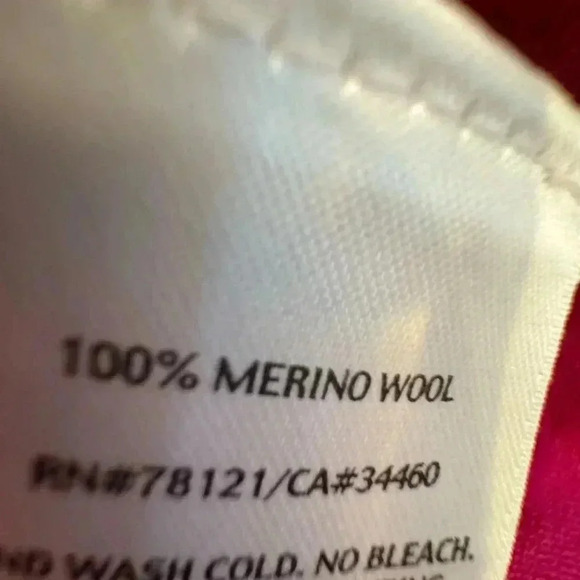 100% MERINO WOOL
RN#78121/CA#34460
WASH COLD. NO BLEACH.